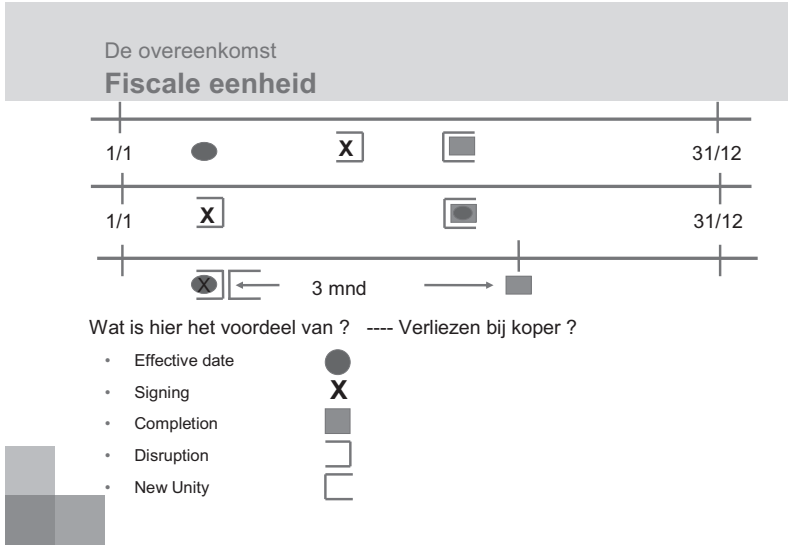 De overeenkomst
Fiscale eenheid
1/1 X 31/12
1/1 X 31/12
X 3 mnd
Wat is hier het voordeel van ? ---- Verliezen bij koper ?
• Effective date
• Signing X
• Completion
• Disruption
• New Unity